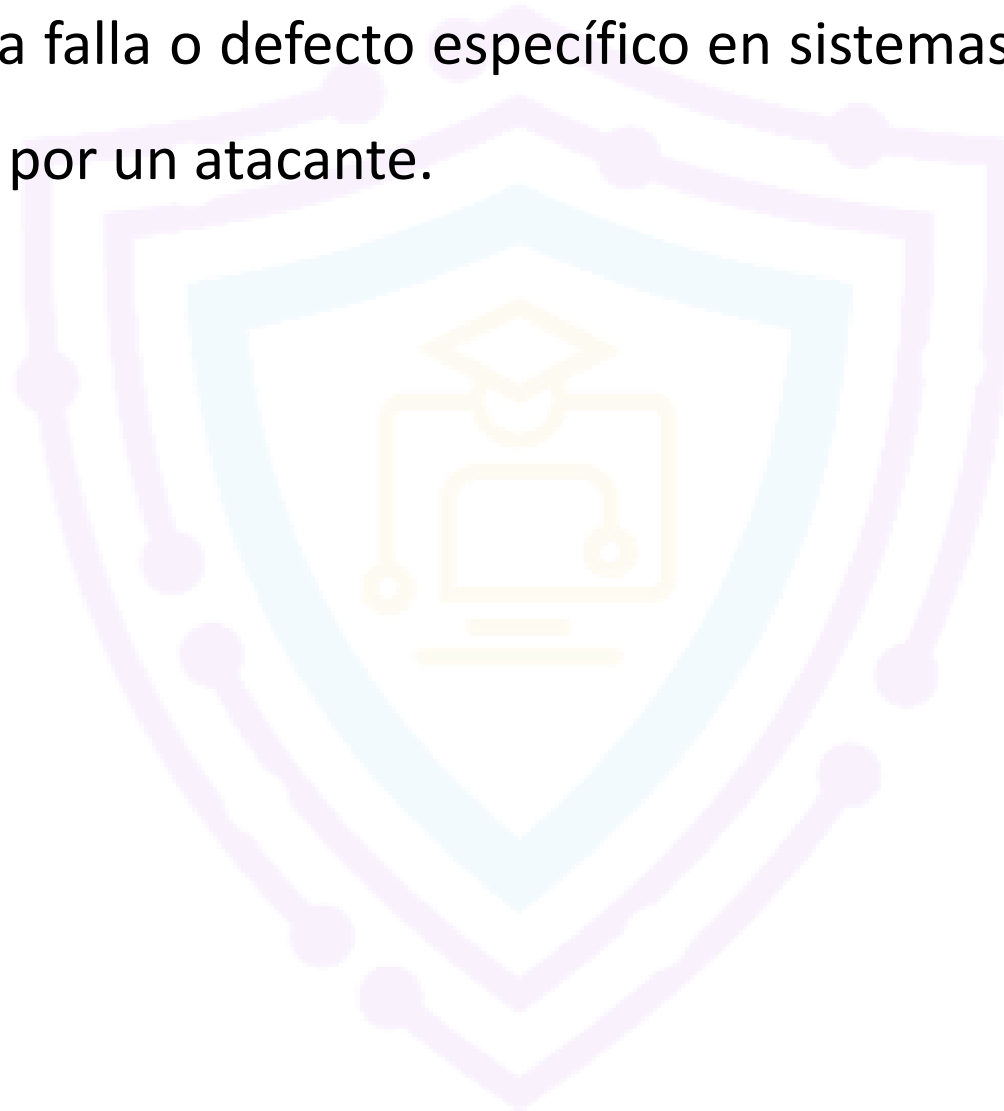 a falla o defecto específico en sistemas
por un atacante.